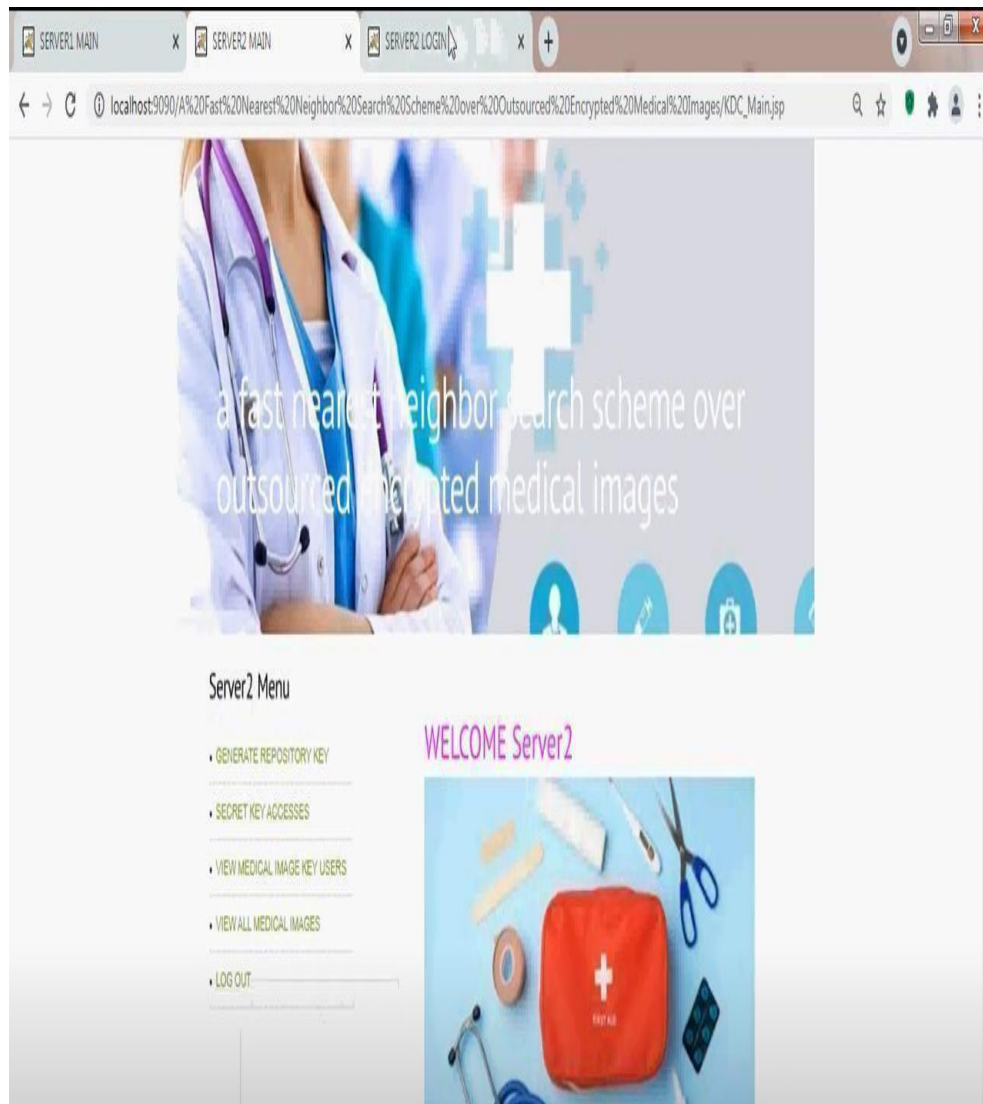 SERVER1 MAIN
SERVER2 MAIN
SERVER2 LOGIN
localhost:9090/A%20Fast%20Nearest%20Neighbor%20Search%20Scheme%20over%20Outsourced%20Encrypted%20Medical%20Images/KDC_Main.jsp
a fast nearest neighbor search scheme over
outsourced encrypted medical images
Server2 Menu
WELCOME Server2
• GENERATE REPOSITORY KEY
• SECRET KEY ACCESSES
• VIEW MEDICAL IMAGE KEY USERS
• VIEW ALL MEDICAL IMAGES
• LOG OUT
FIRST AID